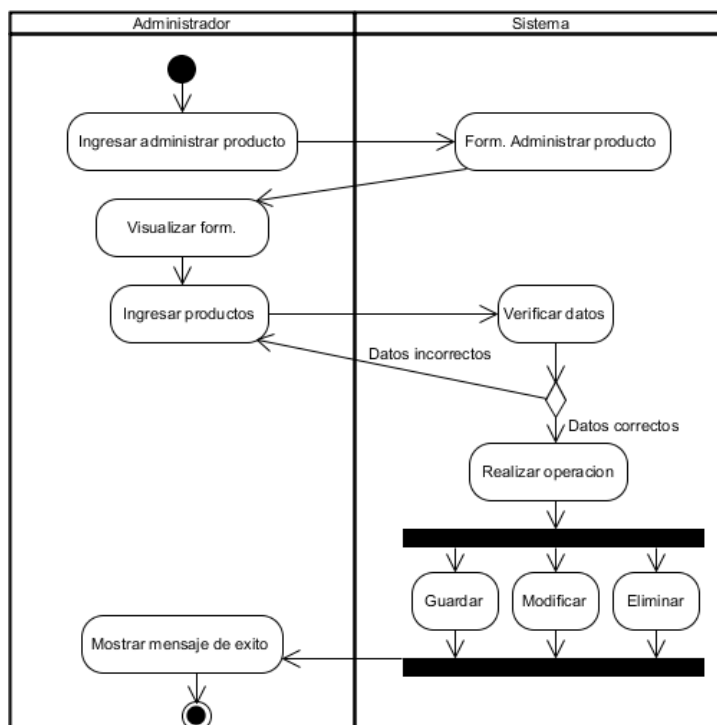 Administrador
Sistema
Ingresar administrar producto
Form. Administrar producto
Visualizar form.
Ingresar productos
Verificar datos
Datos incorrectos
Datos correctos
Realizar operacion
Guardar
Modificar
Eliminar
Mostrar mensaje de exito